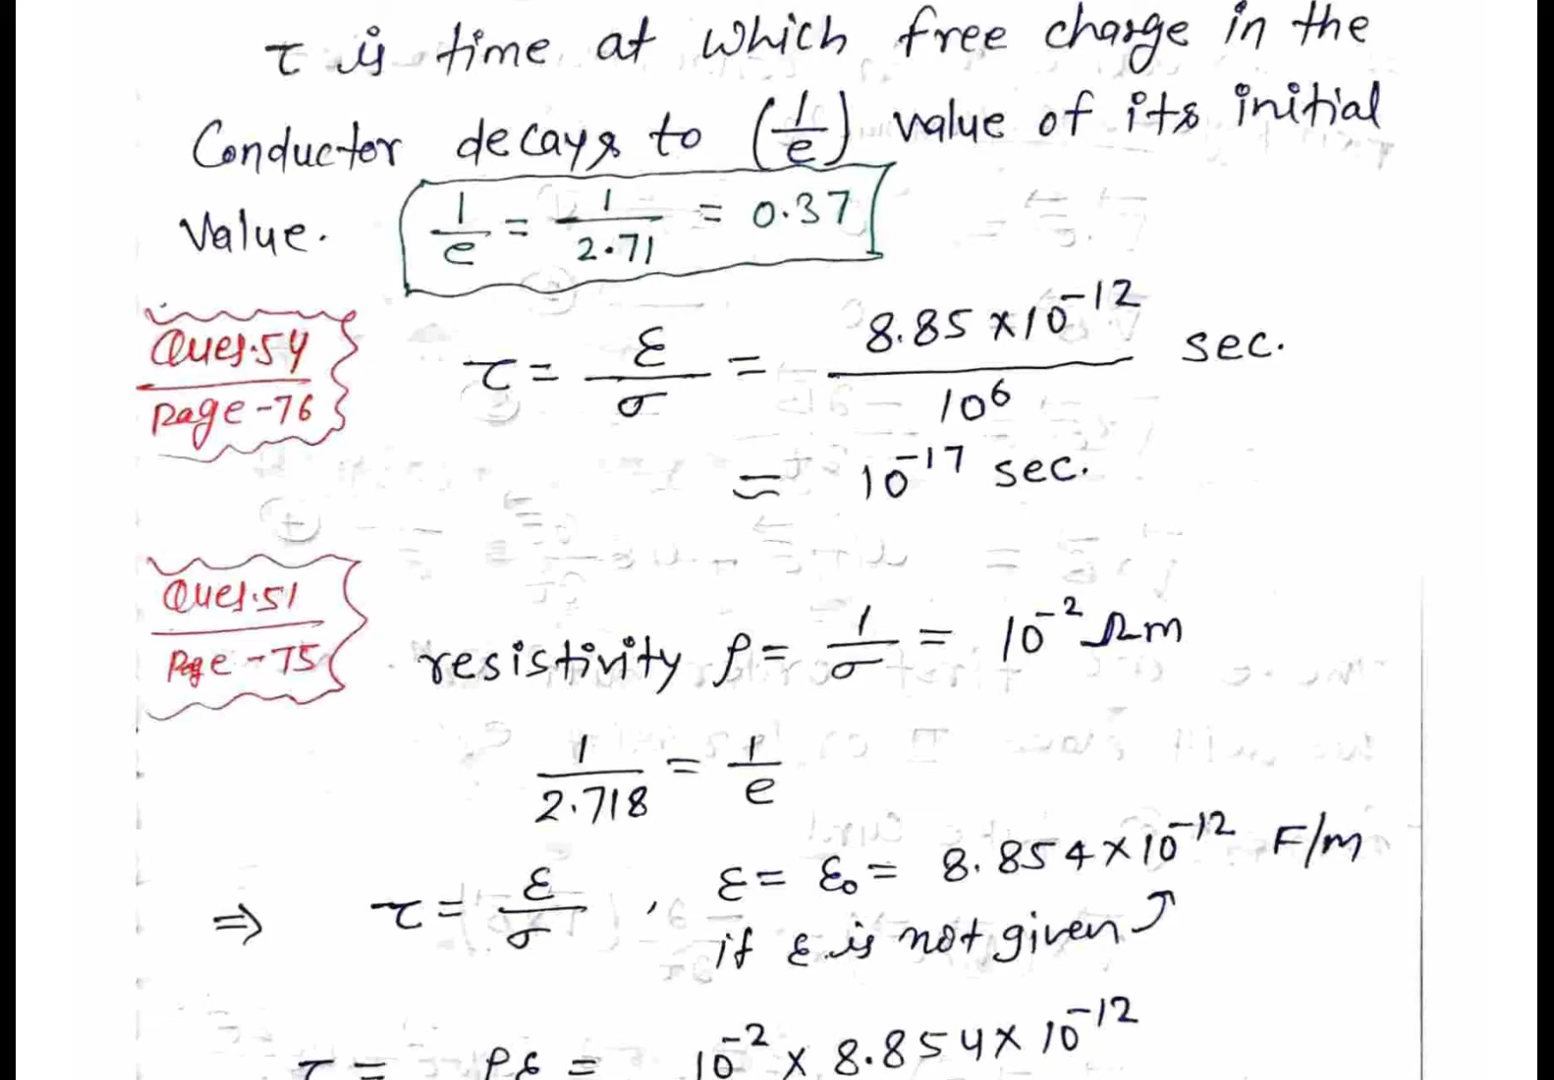 τ is time at which free charge in the
Conductor decays to (1/e) value of its initial
Value. 1/e = 1/2.71 = 0.37
Ques.54
Page-76
τ = ε/σ = 8.85 × 10^-12 / 10^6 sec.
≈ 10^-17 sec.
Ques.51
Page-75
resistivity ρ = 1/σ = 10^-2 Ωm
1/2.718 = 1/e
⇒ τ = ε/σ , ε = ε₀ = 8.854 × 10^-12 F/m
if ε is not given ↑
τ = ρε = 10^-2 × 8.854 × 10^-12